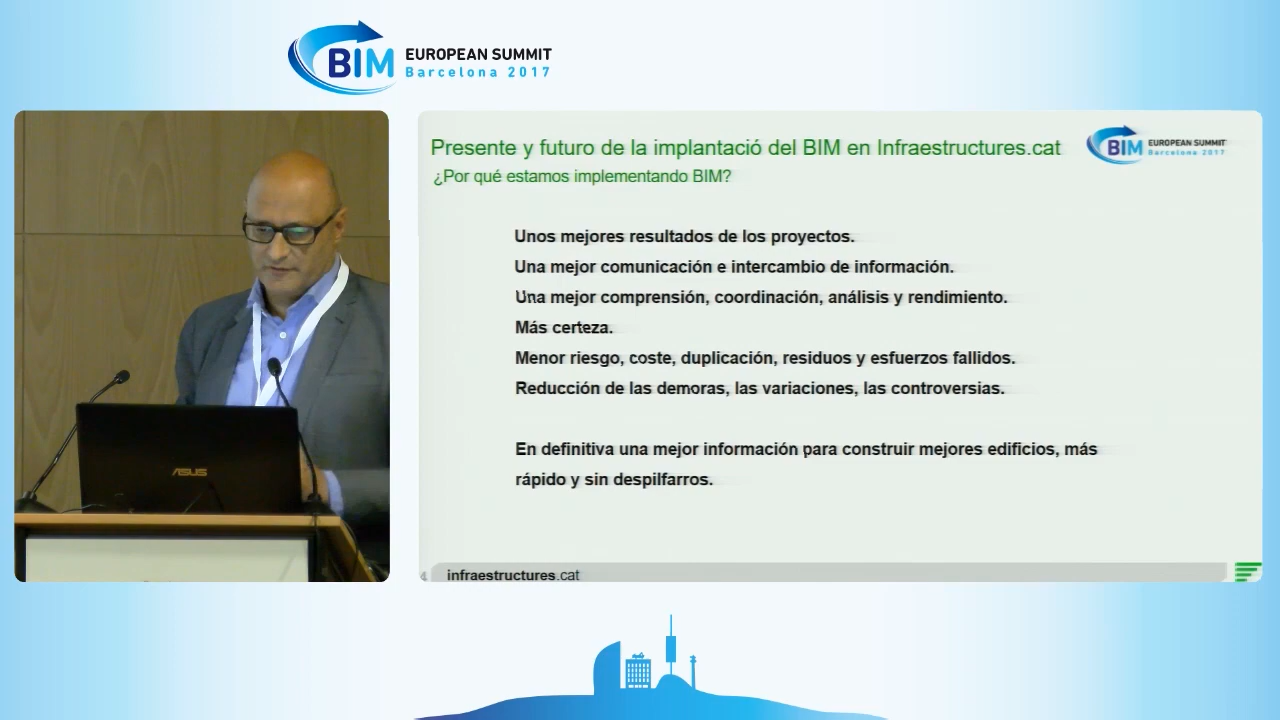 BIM EUROPEAN SUMMIT
Barcelona 2017
Presente y futuro de la implantació del BIM en Infraestructures.cat
BIM EUROPEAN SUMMIT
Barcelona 2017
¿Por qué estamos implementando BIM?
Unos mejores resultados de los proyectos.
Una mejor comunicación e intercambio de información.
Una mejor comprensión, coordinación, análisis y rendimiento.
Más certeza.
Menor riesgo, coste, duplicación, residuos y esfuerzos fallidos.
Reducción de las demoras, las variaciones, las controversias.
En definitiva una mejor información para construir mejores edificios, más
rápido y sin despilfarros.
ASUS
4 infraestructures.cat